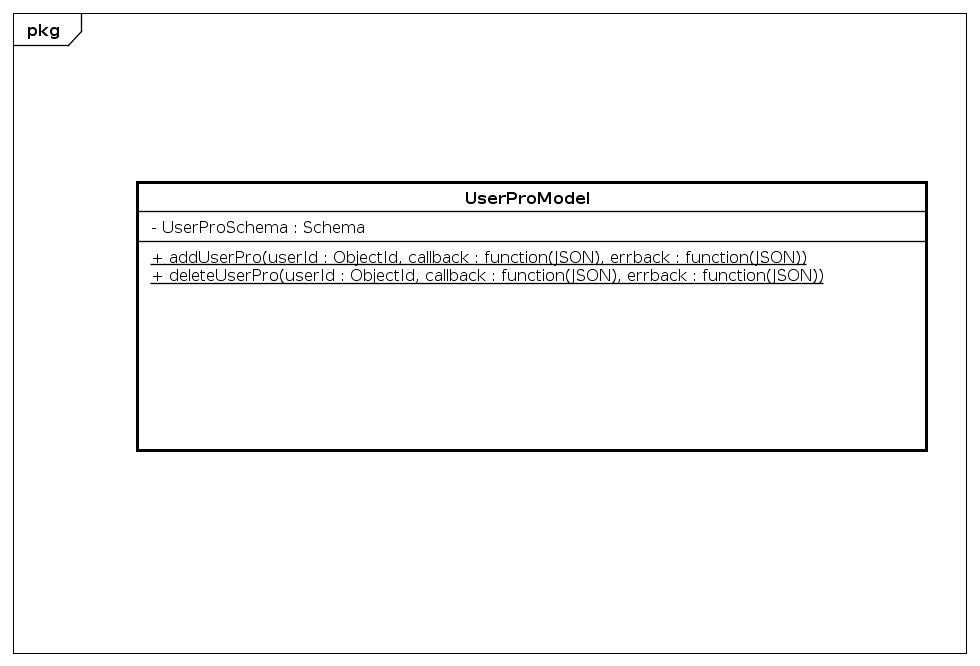 pkg
UserProModel
- UserProSchema : Schema
+ addUserPro(userId : ObjectId, callback : function(JSON), errback : function(JSON))
+ deleteUserPro(userId : ObjectId, callback : function(JSON), errback : function(JSON))